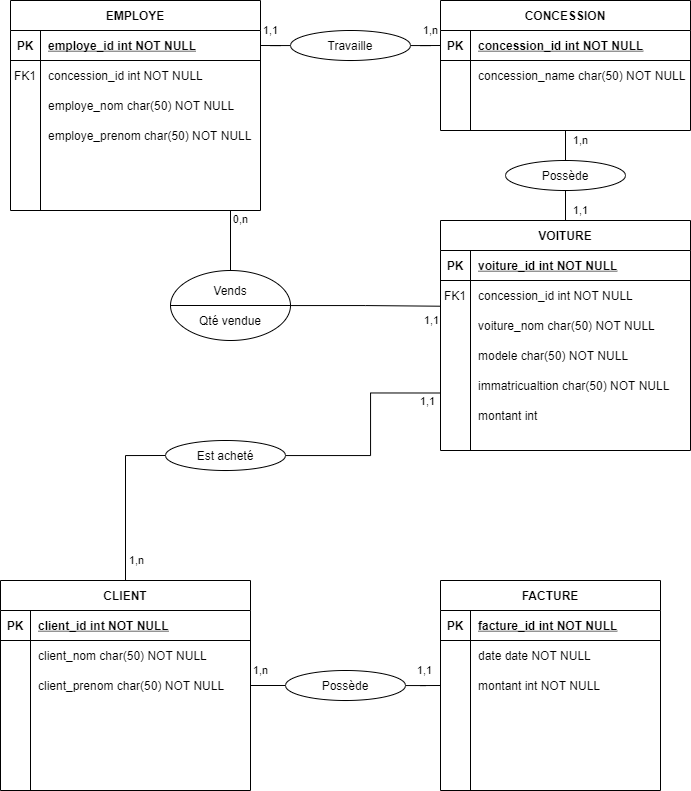 EMPLOYE
PK employe_id int NOT NULL
FK1 concession_id int NOT NULL
employe_nom char(50) NOT NULL
employe_prenom char(50) NOT NULL
1,1
Travaille
1,n
CONCESSION
PK concession_id int NOT NULL
concession_name char(50) NOT NULL
1,n
Possède
1,1
0,n
Vends
Qté vendue
1,1
VOITURE
PK voiture_id int NOT NULL
FK1 concession_id int NOT NULL
voiture_nom char(50) NOT NULL
modele char(50) NOT NULL
immatricualtion char(50) NOT NULL
montant int
1,1
Est acheté
1,n
CLIENT
PK client_id int NOT NULL
client_nom char(50) NOT NULL
client_prenom char(50) NOT NULL
1,n
Possède
1,1
FACTURE
PK facture_id int NOT NULL
date date NOT NULL
montant int NOT NULL